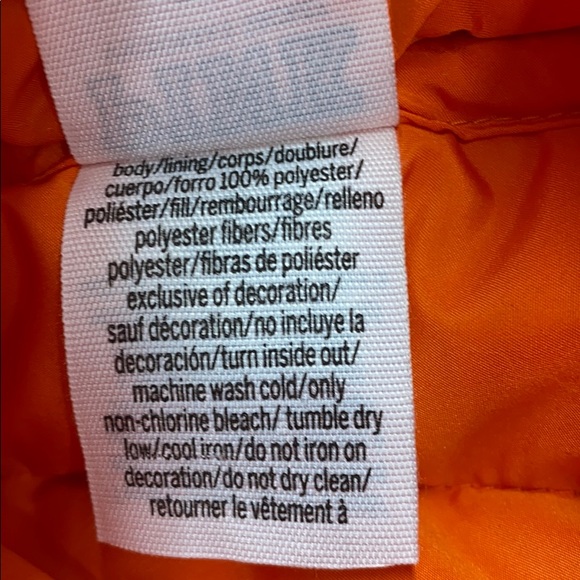 body/lining/corps/doublure/
cuerpo/forro 100% polyester/
poliéster/fill/rembourrage/relleno
polyester fibers/fibres
polyester/fibras de poliéster
exclusive of decoration/
sauf décoration/no incluye la
decoración/turn inside out/
machine wash cold/only
non-chlorine bleach/ tumble dry
low/cool iron/do not iron on
decoration/do not dry clean/
retourner le vêtement à